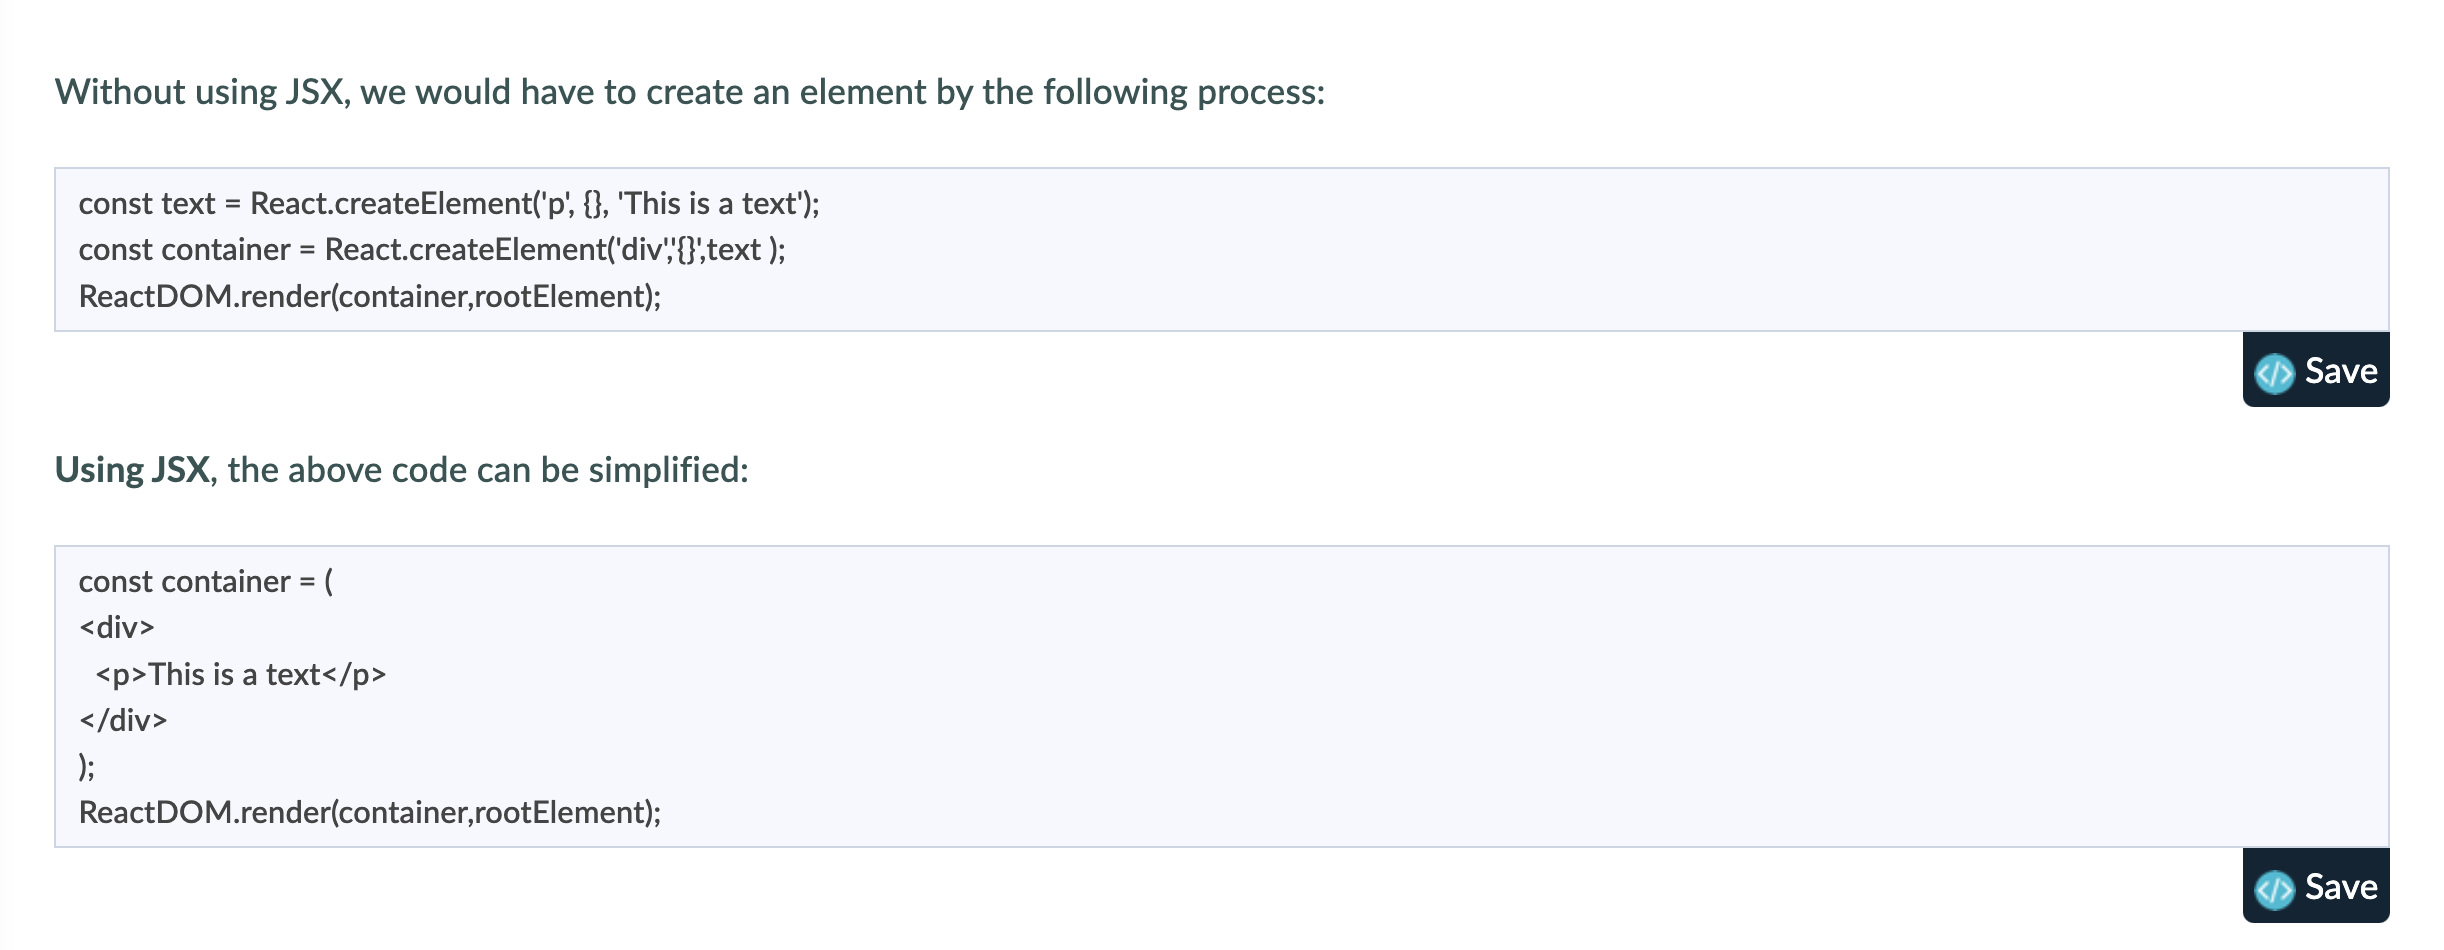 Without using JSX, we would have to create an element by the following process:
const text = React.createElement('p', {}, 'This is a text');
const container = React.createElement('div','{}',text );
ReactDOM.render(container,rootElement);
</> Save
Using JSX, the above code can be simplified:
const container = (
<div>
  <p>This is a text</p>
</div>
);
ReactDOM.render(container,rootElement);
</> Save